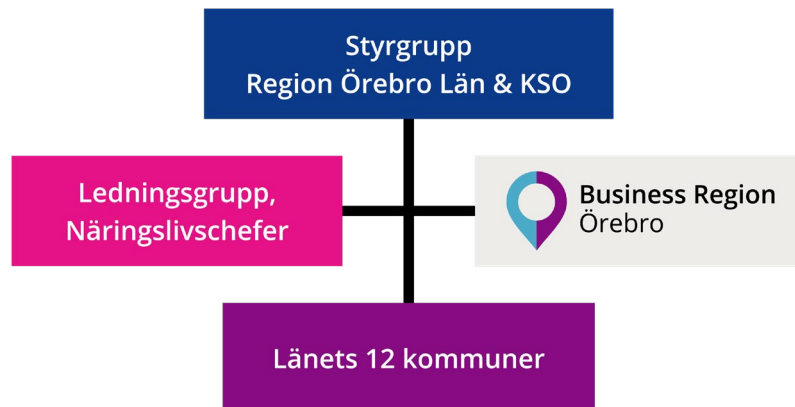 Styrgrupp
Region Örebro Län & KSO
Ledningsgrupp,
Näringslivschefer
Business Region
Örebro
Länets 12 kommuner